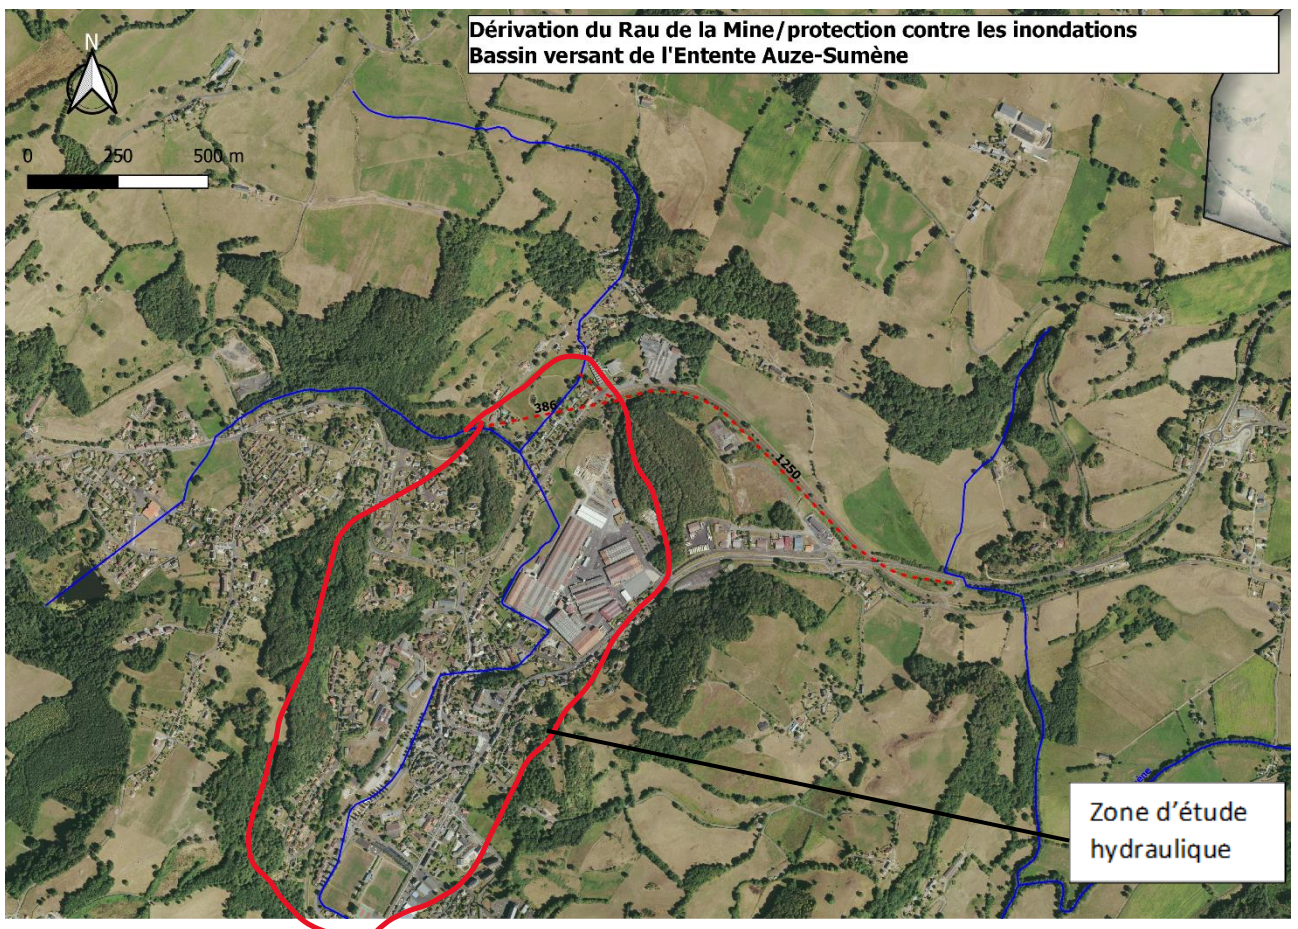 Dérivation du Rau de la Mine/protection contre les inondations
Bassin versant de l'Entente Auze-Sumène
N
0 250 500 m
386
1250
Zone d'étude
hydraulique